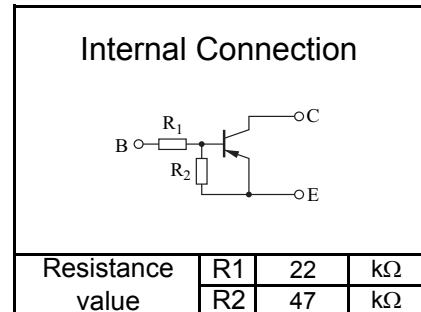 Internal Connection
C
R1
B
R2
E
Resistance value R1 22 kΩ
R2 47 kΩ